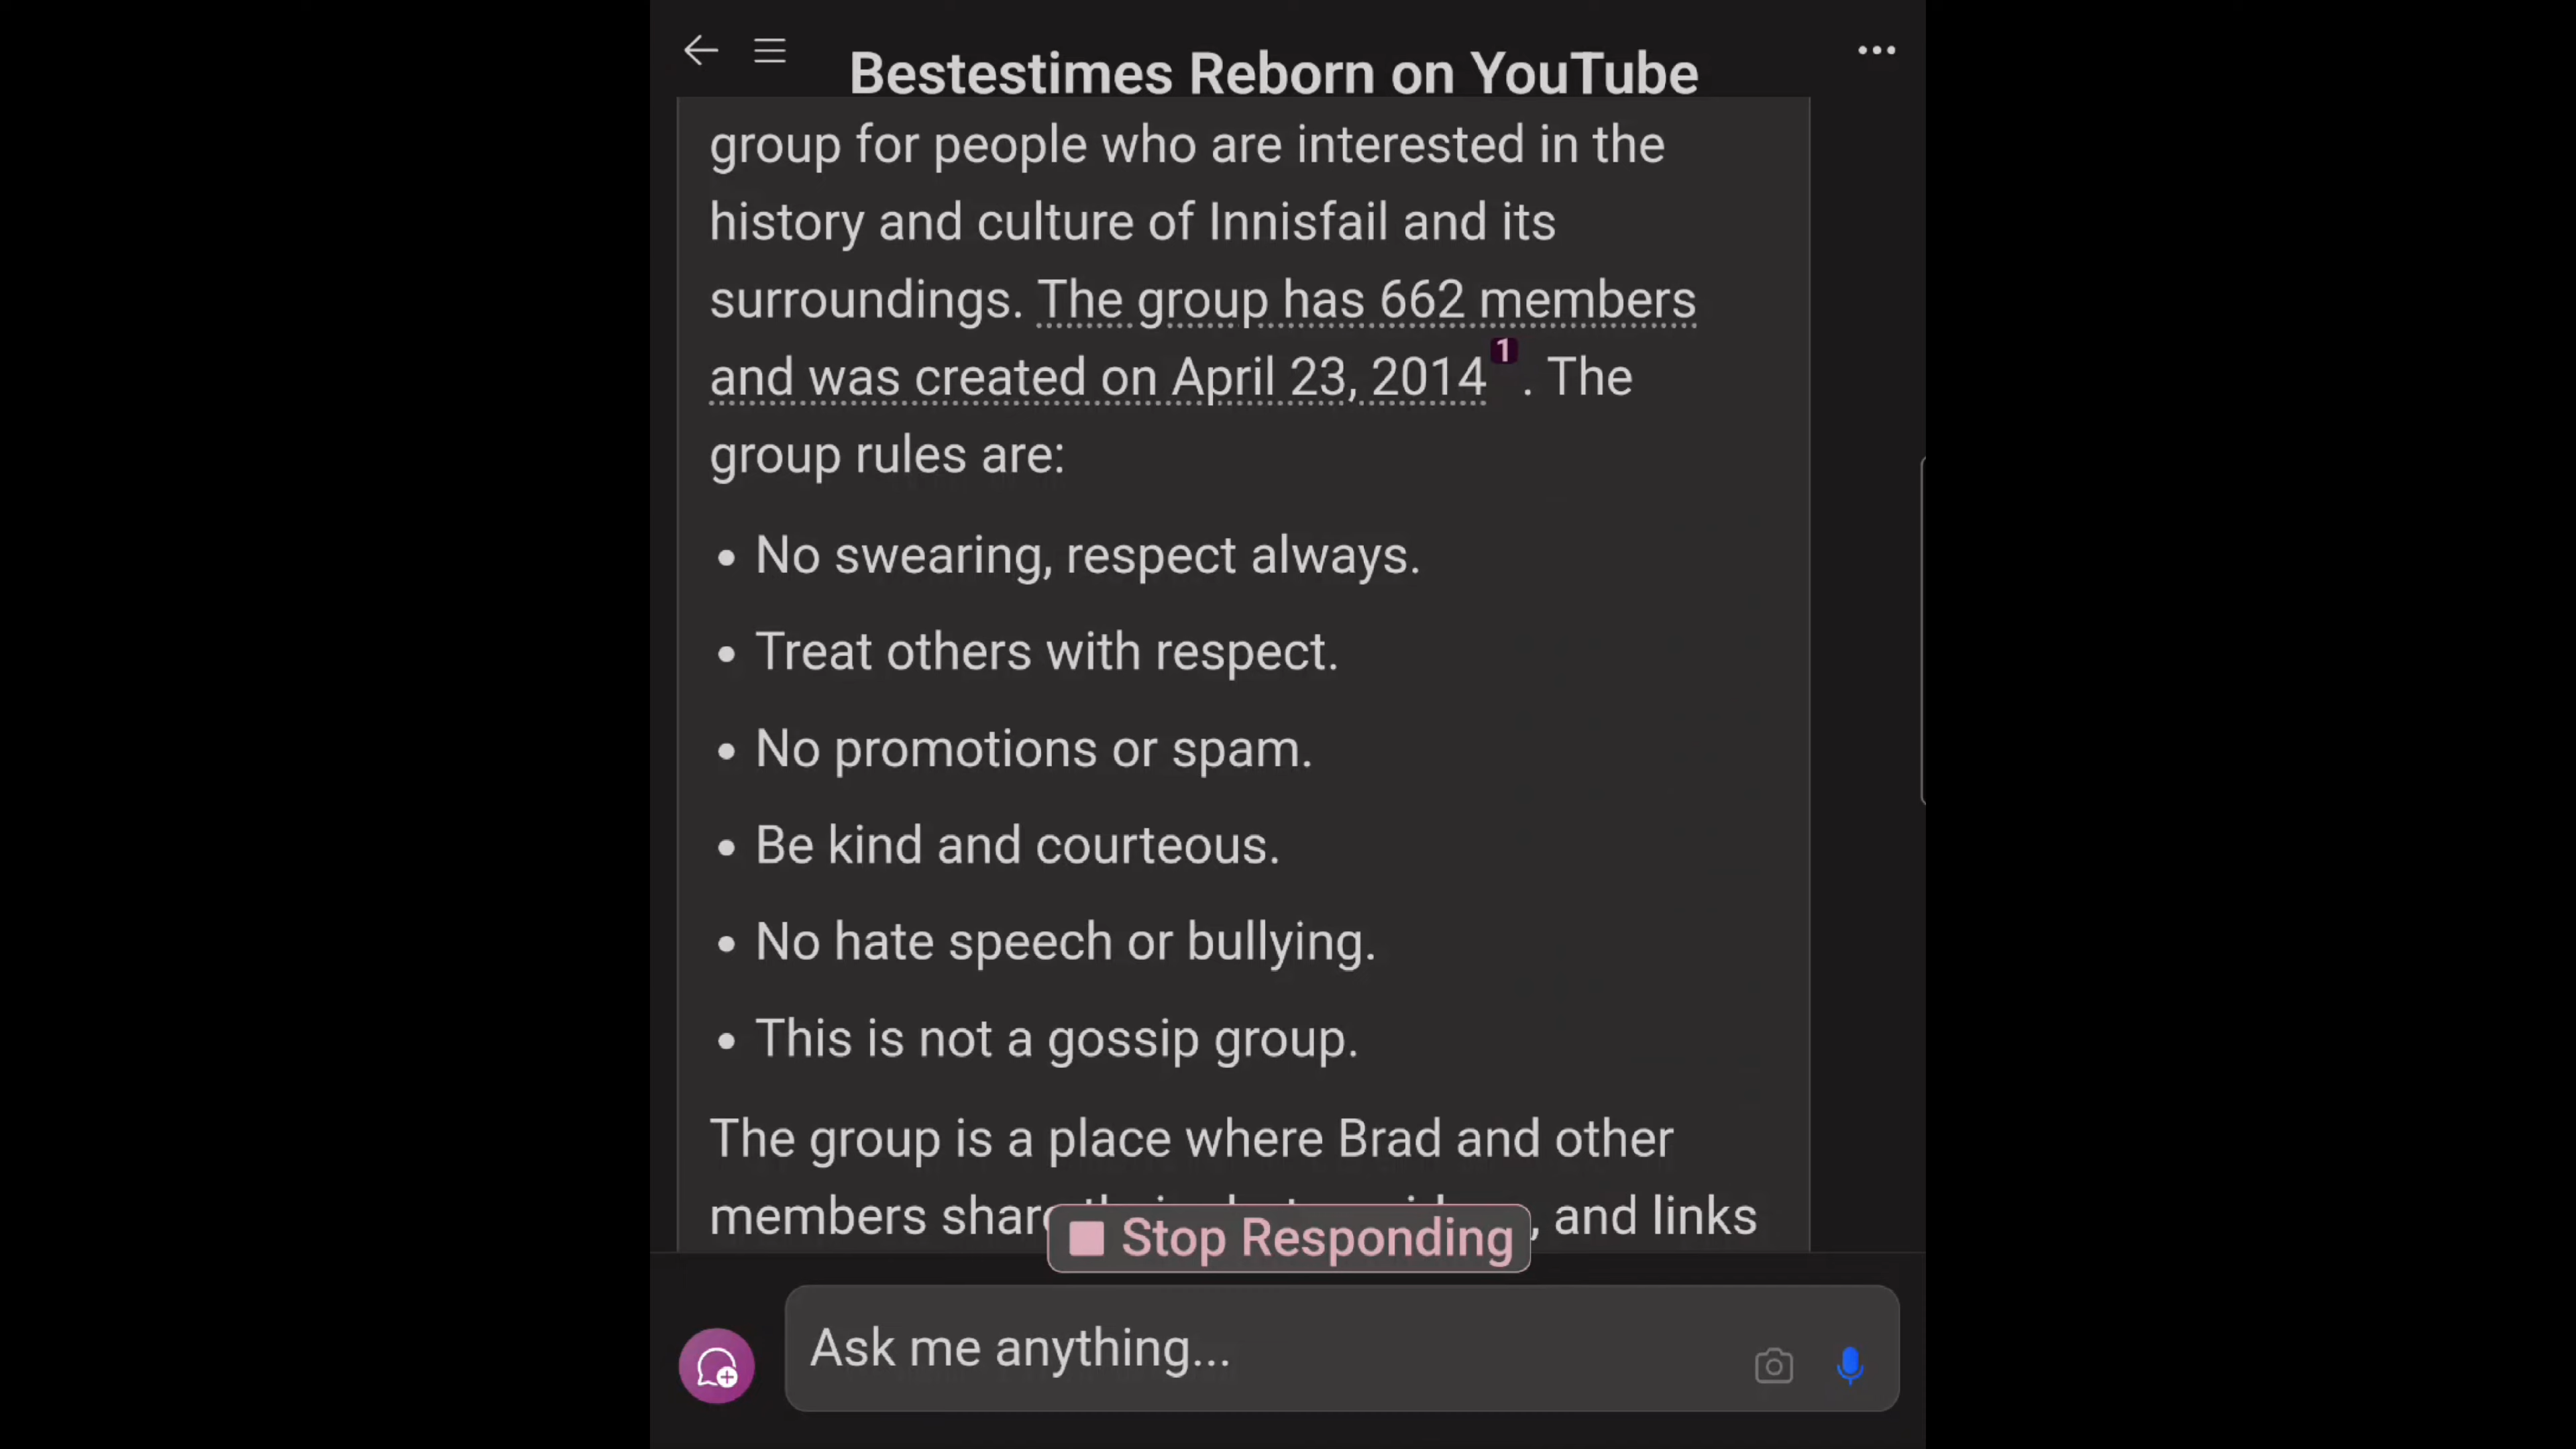 Bestestimes Reborn on YouTube
group for people who are interested in the
history and culture of Innisfail and its
surroundings. The group has 662 members
and was created on April 23, 2014 1. The
group rules are:
• No swearing, respect always.
• Treat others with respect.
• No promotions or spam.
• Be kind and courteous.
• No hate speech or bullying.
• This is not a gossip group.
The group is a place where Brad and other
members share , and links
Stop Responding
Ask me anything...